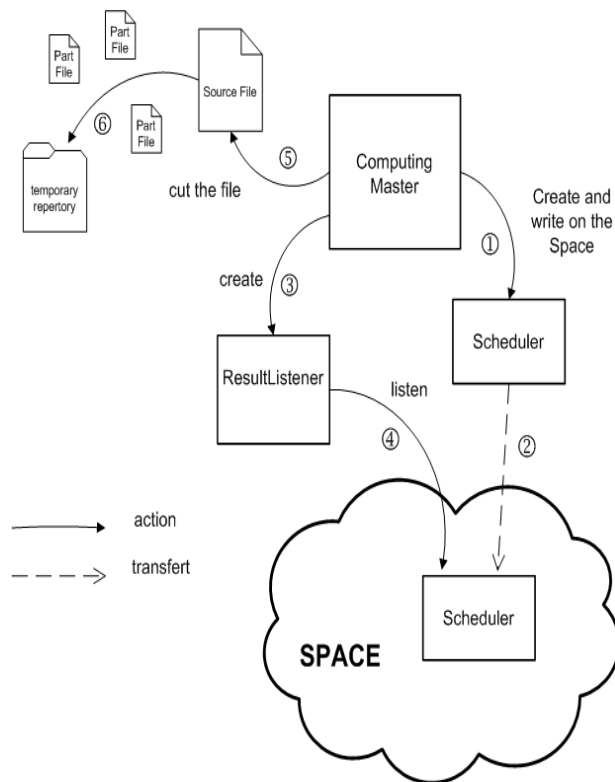 Part
File
Part
File
Source File
⑥
Part
File
temporary
repertory
⑤
cut the file
Computing
Master
Create and
write on the
Space
①
create
③
ResultListener
Scheduler
listen
④
②
action
transfert
Scheduler
SPACE